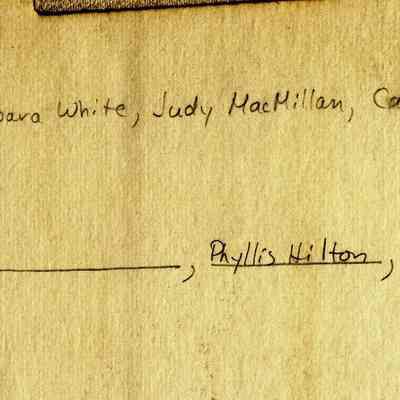 bara White, Judy MacMillan, Ca
, Phyllis Hilton,